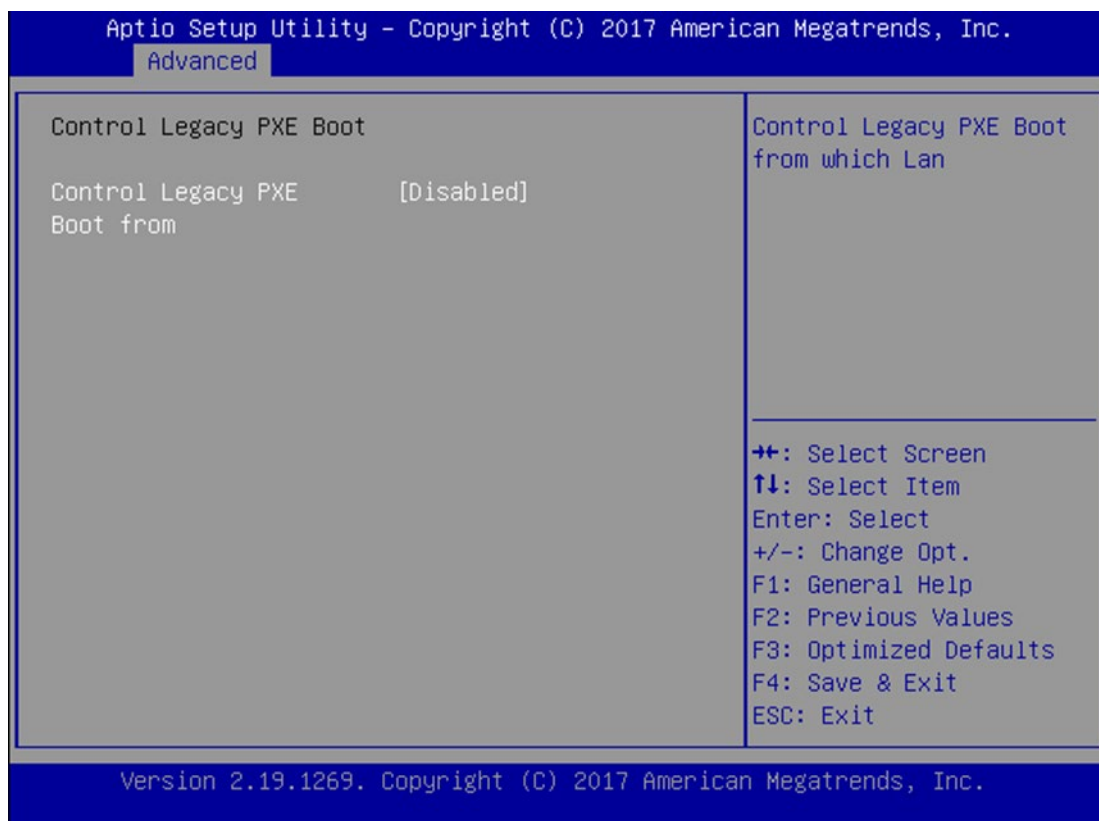 Aptio Setup Utility – Copyright (C) 2017 American Megatrends, Inc.
Advanced
Control Legacy PXE Boot
Control Legacy PXE [Disabled]
Boot from
Control Legacy PXE Boot
from which Lan
→←: Select Screen
↑↓: Select Item
Enter: Select
+/-: Change Opt.
F1: General Help
F2: Previous Values
F3: Optimized Defaults
F4: Save & Exit
ESC: Exit
Version 2.19.1269. Copyright (C) 2017 American Megatrends, Inc.